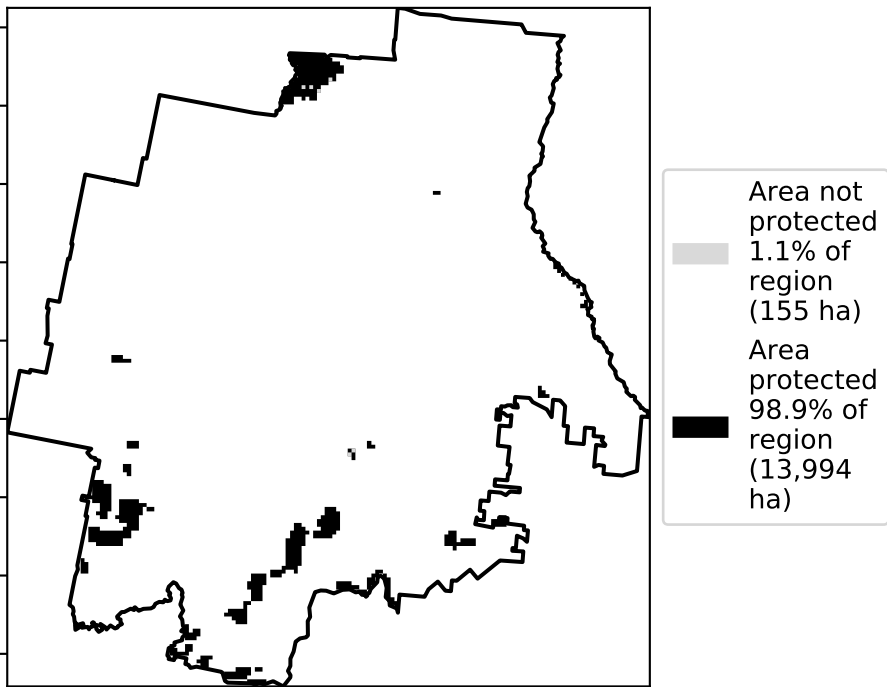 Area not
protected
1.1% of
region
(155 ha)
Area
protected
98.9% of
region
(13,994
ha)